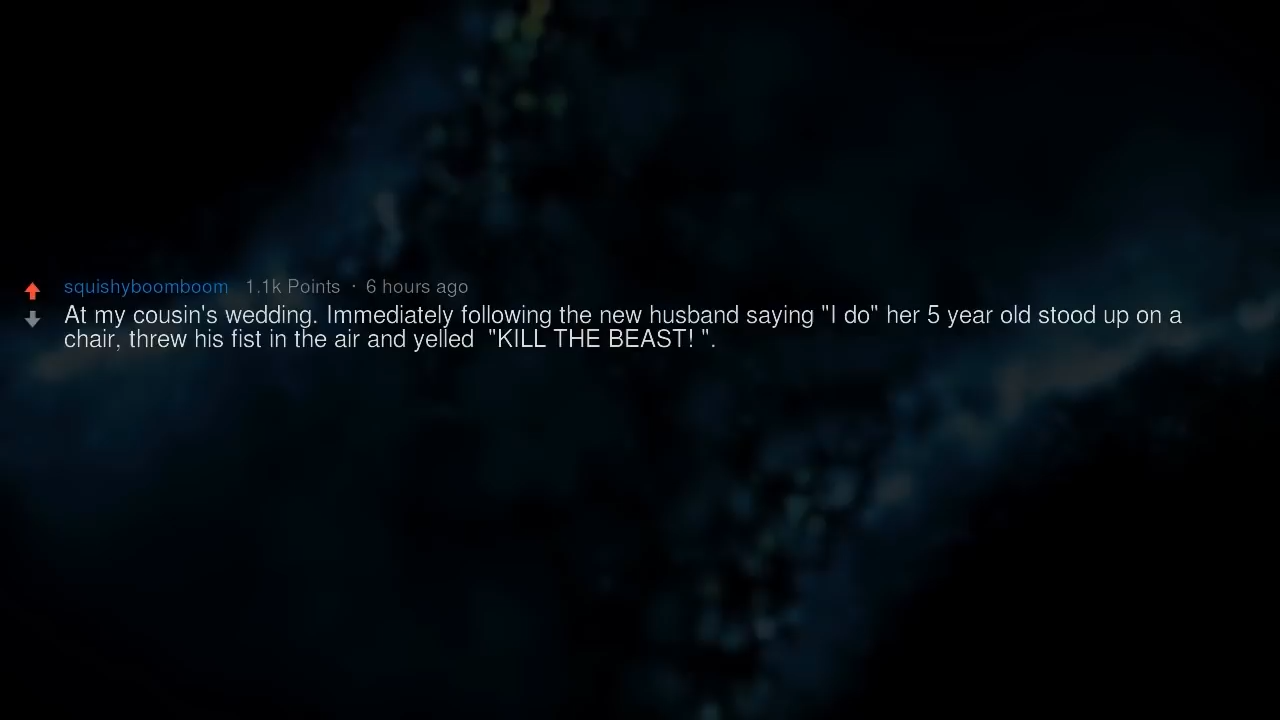 squishyboomboom 1.1k Points · 6 hours ago
At my cousin's wedding. Immediately following the new husband saying "I do" her 5 year old stood up on a
chair, threw his fist in the air and yelled  "KILL THE BEAST! ".